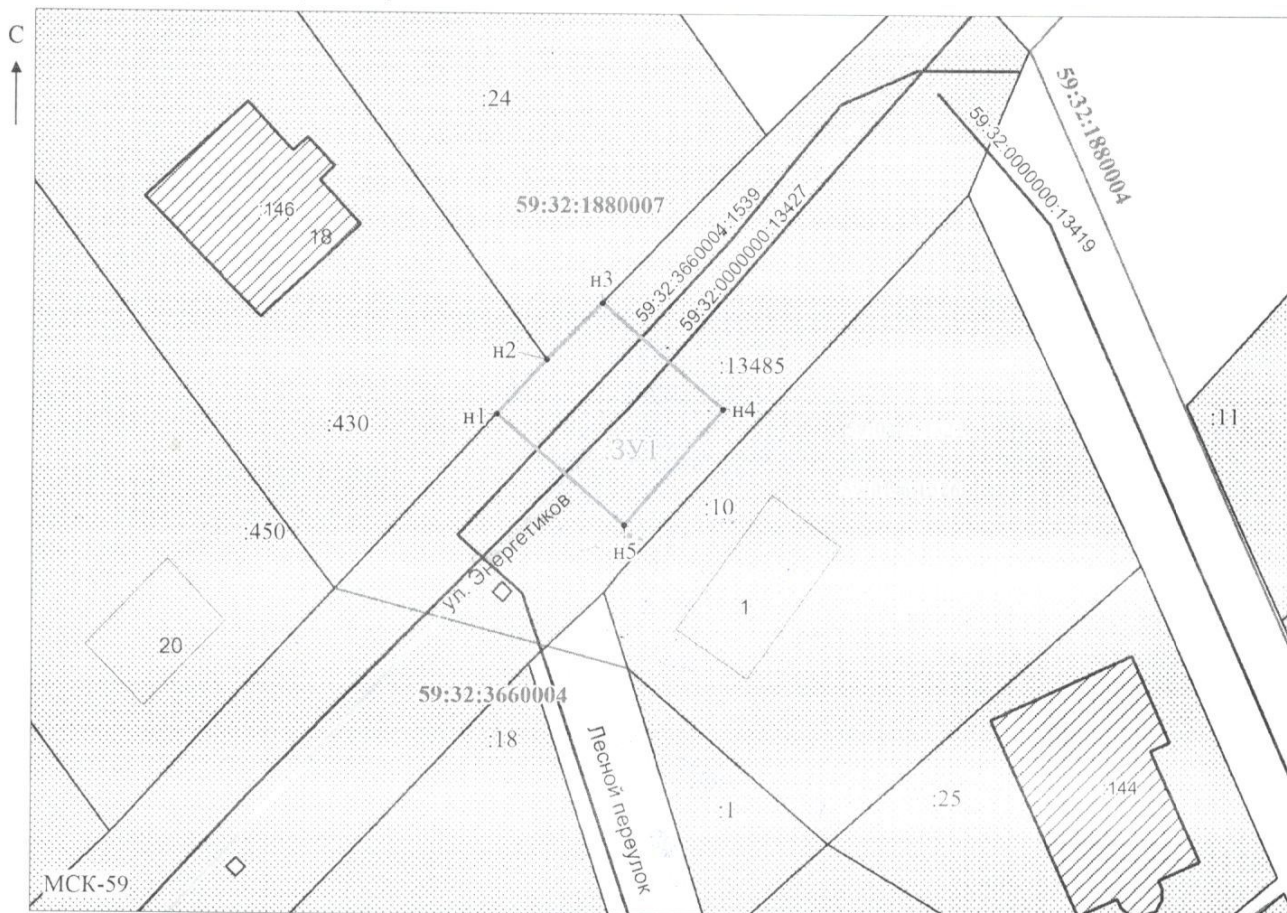 С
:24
59:32:1880004
59:32:0000000:13419
:146
18
59:32:1880007
59:32:3660004:1539
59:32:0000000:13427
н3
н2
:13485
н4
н1
:11
:430
:ЗУ1
:10
:450
н5
ул. Энергетиков
1
20
59:32:3660004
:18
Лесной переулок
:1
:25
:144
МСК-59